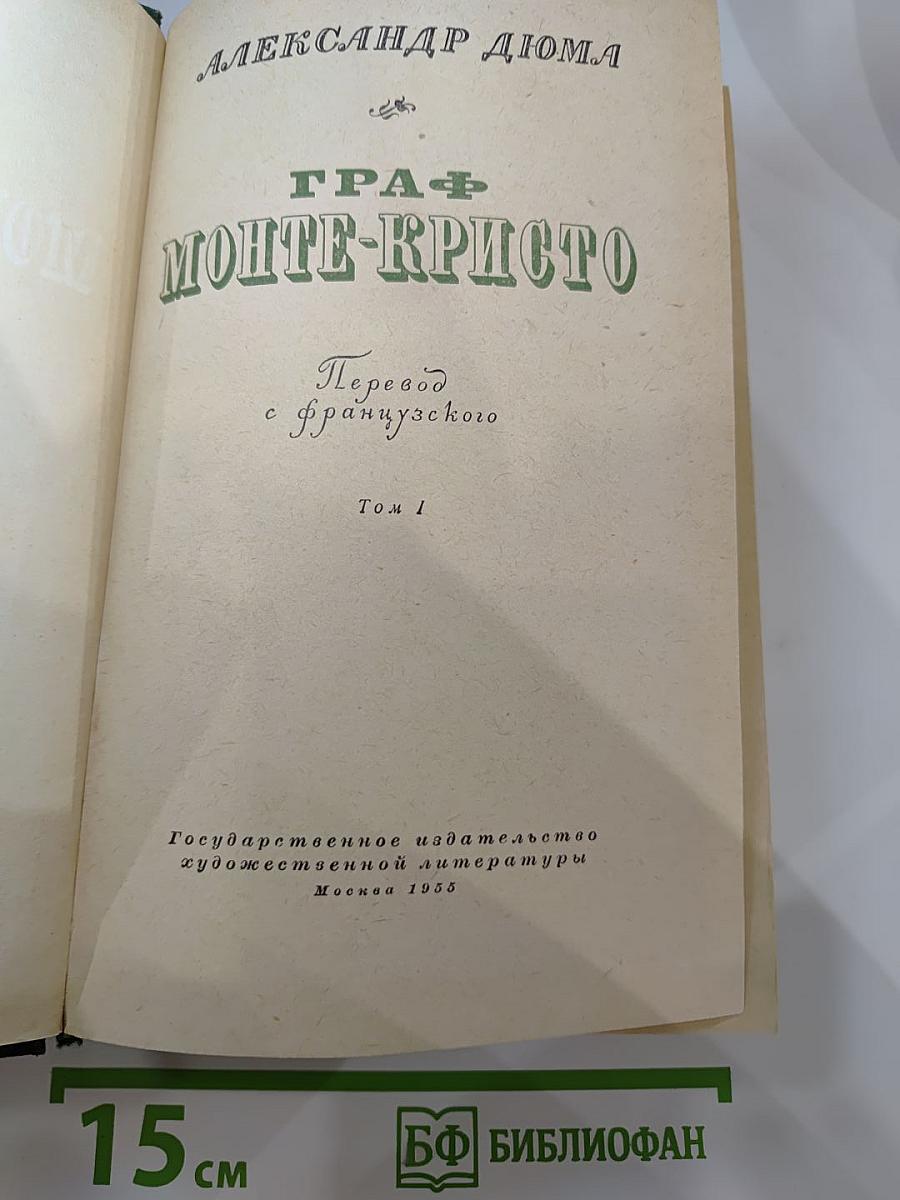 АЛЕКСАНДР ДЮМА
ГРАФ
МОНТЕ-КРИСТО
Перевод
с французского
Том I
Государственное издательство
художественной литературы
Москва 1955
15 см
БФ БИБЛИОФАН